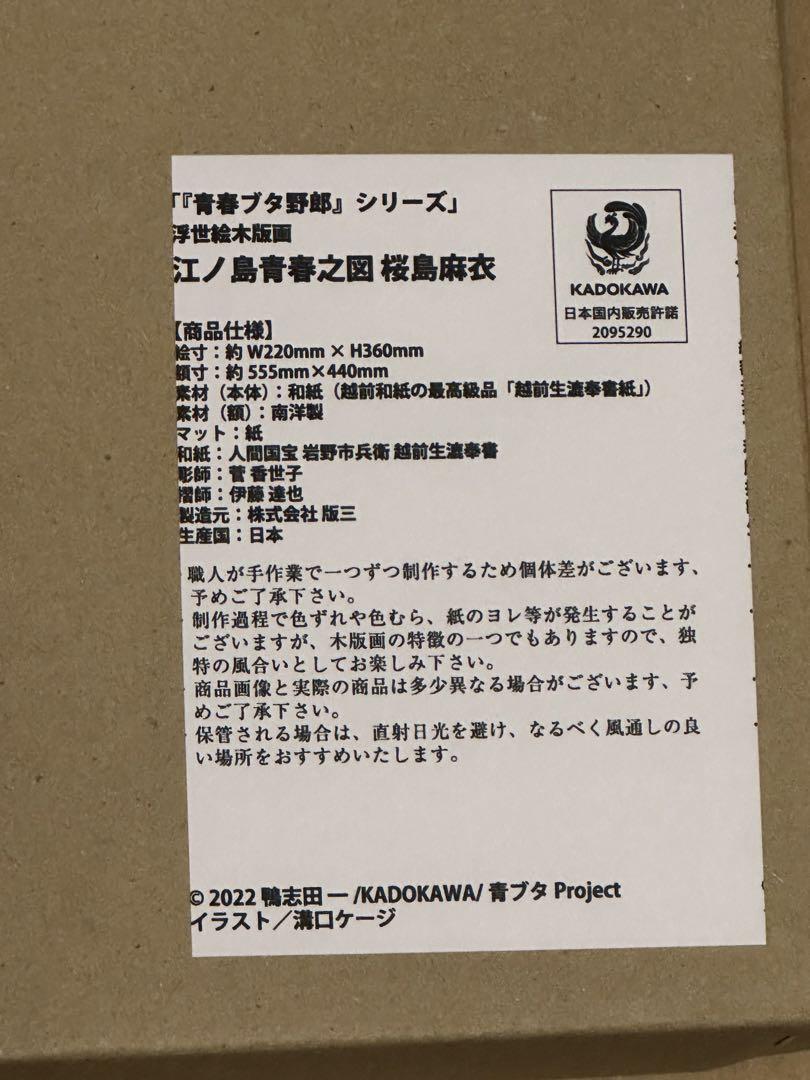 「『青春ブタ野郎』シリーズ」
浮世絵木版画
江ノ島青春之図 桜島麻衣
KADOKAWA
日本国内販売許諾
2095290
【商品仕様】
絵寸：約 W220mm × H360mm
額寸：約 555mm×440mm
素材（本体）：和紙（越前和紙の最高級品「越前生漉奉書紙」）
素材（額）：南洋製
マット：紙
和紙：人間国宝 岩野市兵衛 越前生漉奉書
彫師：菅 香世子
摺師：伊藤 達也
製造元：株式会社 版三
生産国：日本
職人が手作業で一つずつ制作するため個体差がございます、
予めご了承下さい。
制作過程で色ずれや色むら、紙のヨレ等が発生することが
ございますが、木版画の特徴の一つでもありますので、独
特の風合いとしてお楽しみ下さい。
商品画像と実際の商品は多少異なる場合がございます、予
めご了承下さい。
保管される場合は、直射日光を避け、なるべく風通しの良
い場所をおすすめいたします。
© 2022 鴨志田 一 /KADOKAWA/ 青ブタ Project
イラスト／溝口ケージ